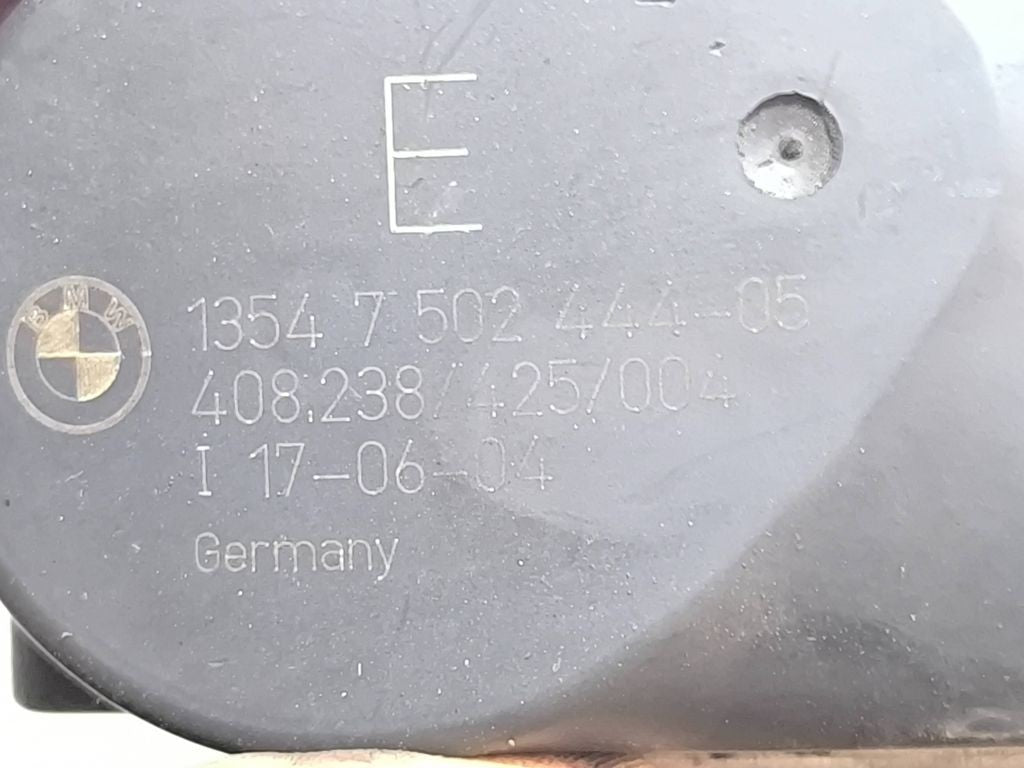 E
BMW
1354 7 502 444-05
408.238/425/004
I 17-06-04
Germany